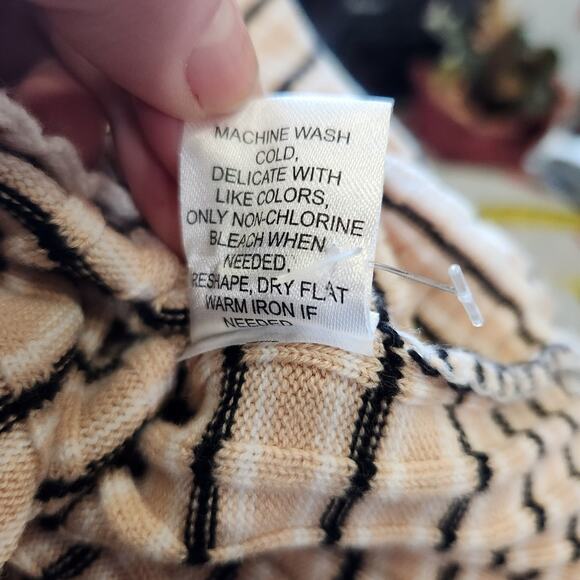 MACHINE WASH
COLD,
DELICATE WITH
LIKE COLORS,
ONLY NON-CHLORINE
BLEACH WHEN
NEEDED,
RESHAPE, DRY FLAT
WARM IRON IF
NEEDED